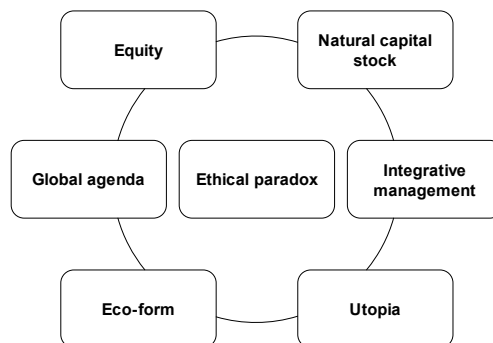 Equity
Natural capital
stock
Global agenda
Ethical paradox
Integrative
management
Eco-form
Utopia